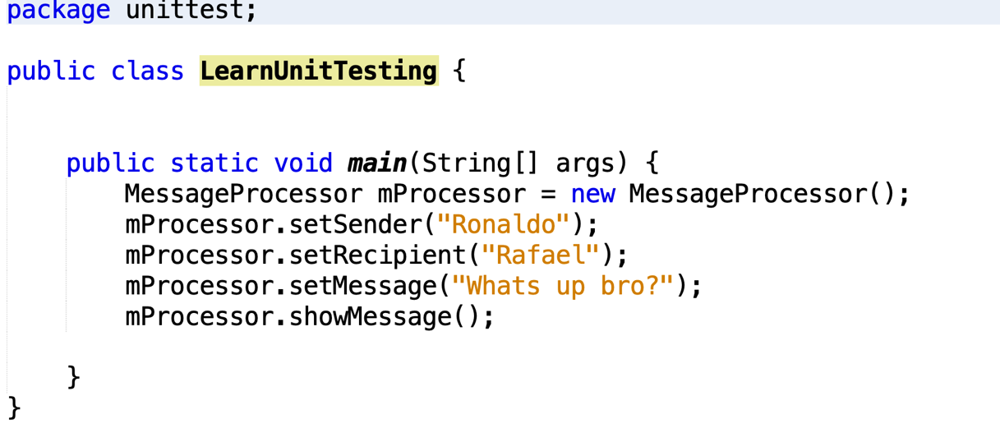 package unittest;
public class LearnUnitTesting {
public static void main(String[] args) {
MessageProcessor mProcessor = new MessageProcessor();
mProcessor.setSender("Ronaldo");
mProcessor.setRecipient("Rafael");
mProcessor.setMessage("Whats up bro?");
mProcessor.showMessage();
}
}